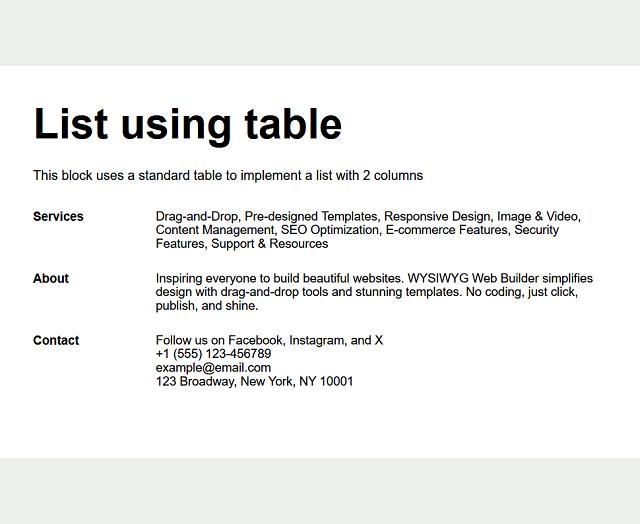 List using table
This block uses a standard table to implement a list with 2 columns
Services
Drag-and-Drop, Pre-designed Templates, Responsive Design, Image & Video,
Content Management, SEO Optimization, E-commerce Features, Security
Features, Support & Resources
About
Inspiring everyone to build beautiful websites. WYSIWYG Web Builder simplifies
design with drag-and-drop tools and stunning templates. No coding, just click,
publish, and shine.
Contact
Follow us on Facebook, Instagram, and X
+1 (555) 123-456789
example@email.com
123 Broadway, New York, NY 10001